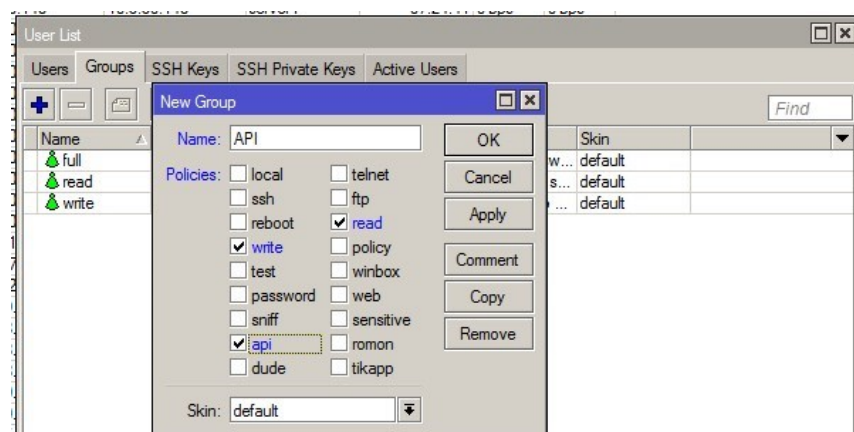 User List
Users Groups SSH Keys SSH Private Keys Active Users
New Group
Find
Name Skin
full w... default
read s... default
write ... default
Name: API
Policies: local telnet
ssh ftp
reboot read
write policy
test winbox
password web
sniff sensitive
api romon
dude tikapp
Skin: default
OK
Cancel
Apply
Comment
Copy
Remove